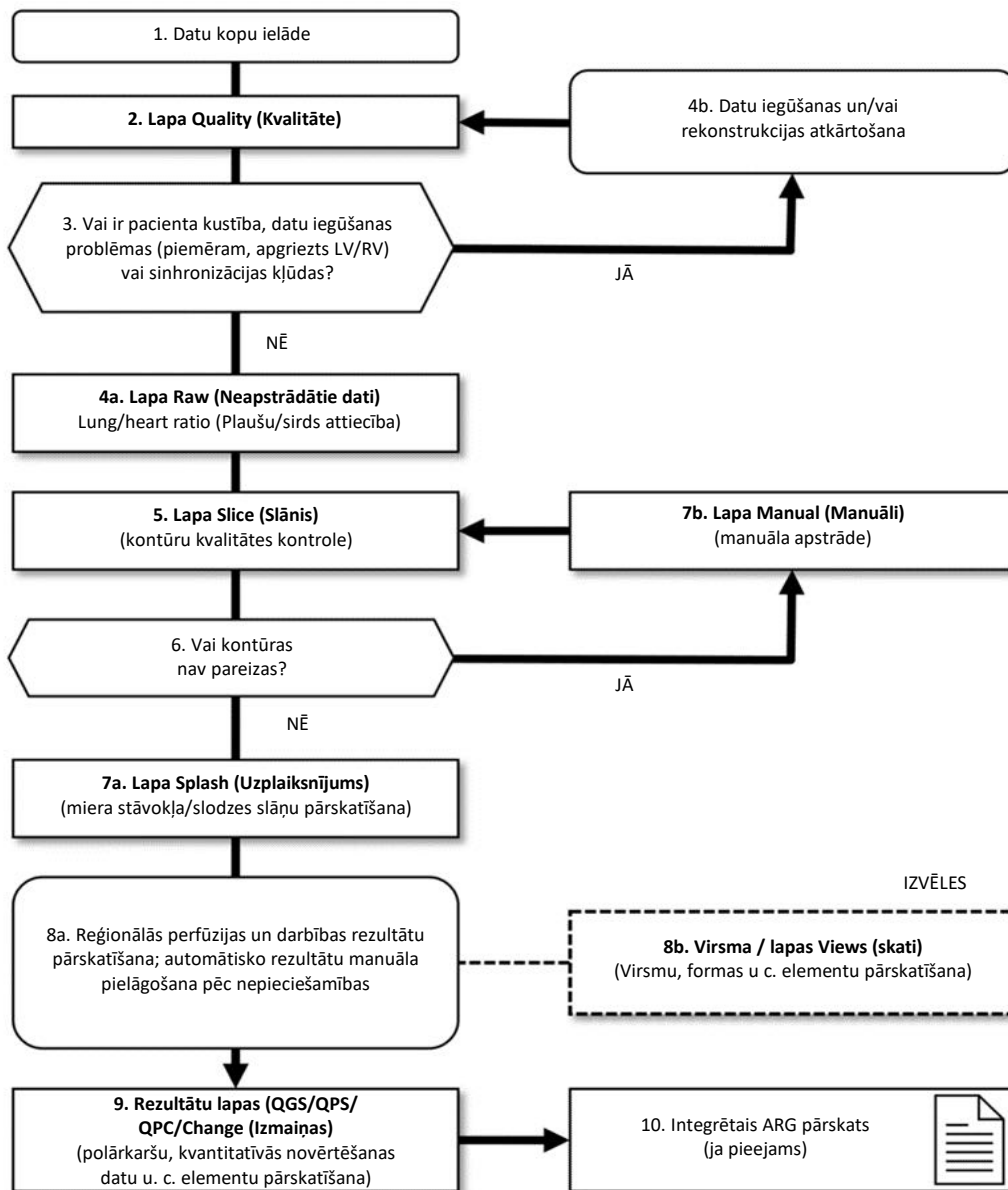 1. Datu kopu ielāde
2. Lapa Quality (Kvalitāte)
4b. Datu iegūšanas un/vai
rekonstrukcijas atkārtošana
3. Vai ir pacienta kustība, datu iegūšanas
problēmas (piemēram, apgriezts LV/RV)
vai sinhronizācijas kļūdas?
JĀ
NĒ
4a. Lapa Raw (Neapstrādātie dati)
Lung/heart ratio (Plaušu/sirds attiecība)
5. Lapa Slice (Slānis)
(kontūru kvalitātes kontrole)
7b. Lapa Manual (Manuāli)
(manuāla apstrāde)
6. Vai kontūras
nav pareizas?
JĀ
NĒ
7a. Lapa Splash (Uzplaiksnījums)
(miera stāvokļa/slodzes slāņu pārskatīšana)
IZVĒLES
8a. Reģionālās perfūzijas un darbības rezultātu
pārskatīšana; automātisko rezultātu manuāla
pielāgošana pēc nepieciešamības
8b. Virsma / lapas Views (skati)
(Virsmu, formas u c. elementu pārskatīšana)
9. Rezultātu lapas (QGS/QPS/
QPC/Change (Izmaiņas)
(polārkaršu, kvantitatīvās novērtēšanas
datu u. c. elementu pārskatīšana)
10. Integrētais ARG pārskats
(ja pieejams)